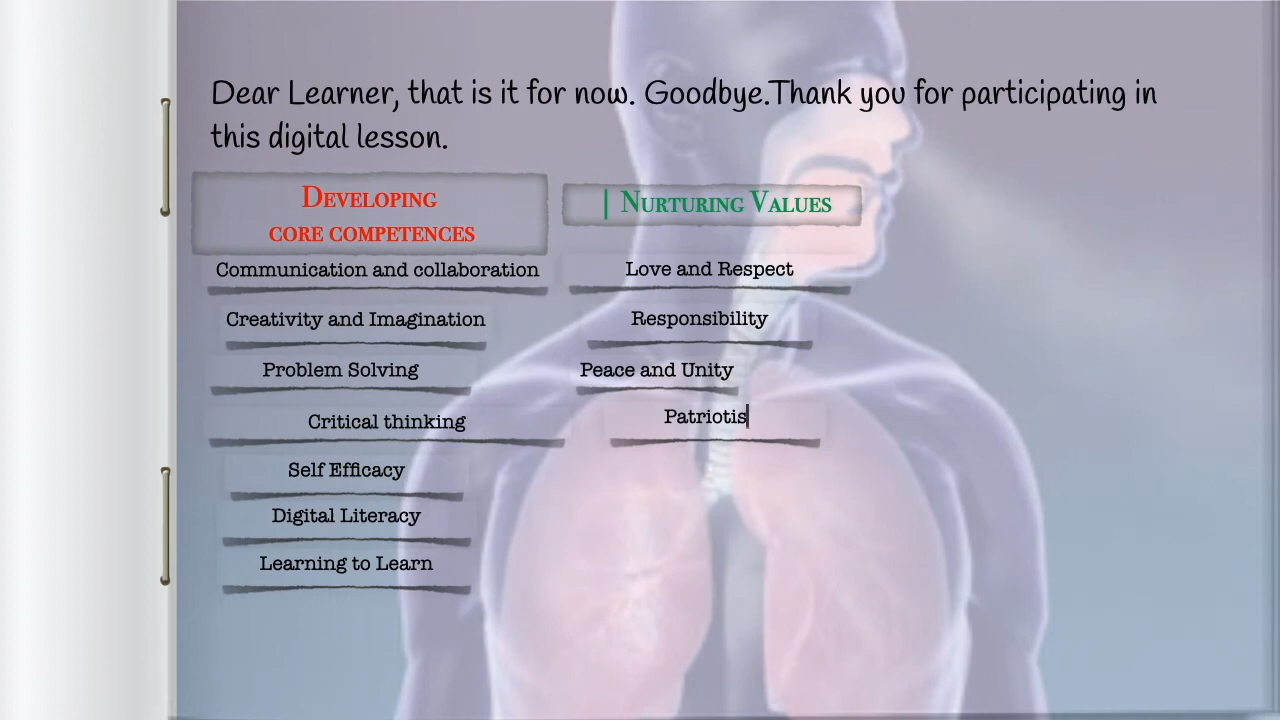 Dear Learner, that is it for now. Goodbye.Thank you for participating in
this digital lesson.
Developing
core competences
Communication and collaboration
Creativity and Imagination
Problem Solving
Critical thinking
Self Efficacy
Digital Literacy
Learning to Learn
| Nurturing Values
Love and Respect
Responsibility
Peace and Unity
Patriotis